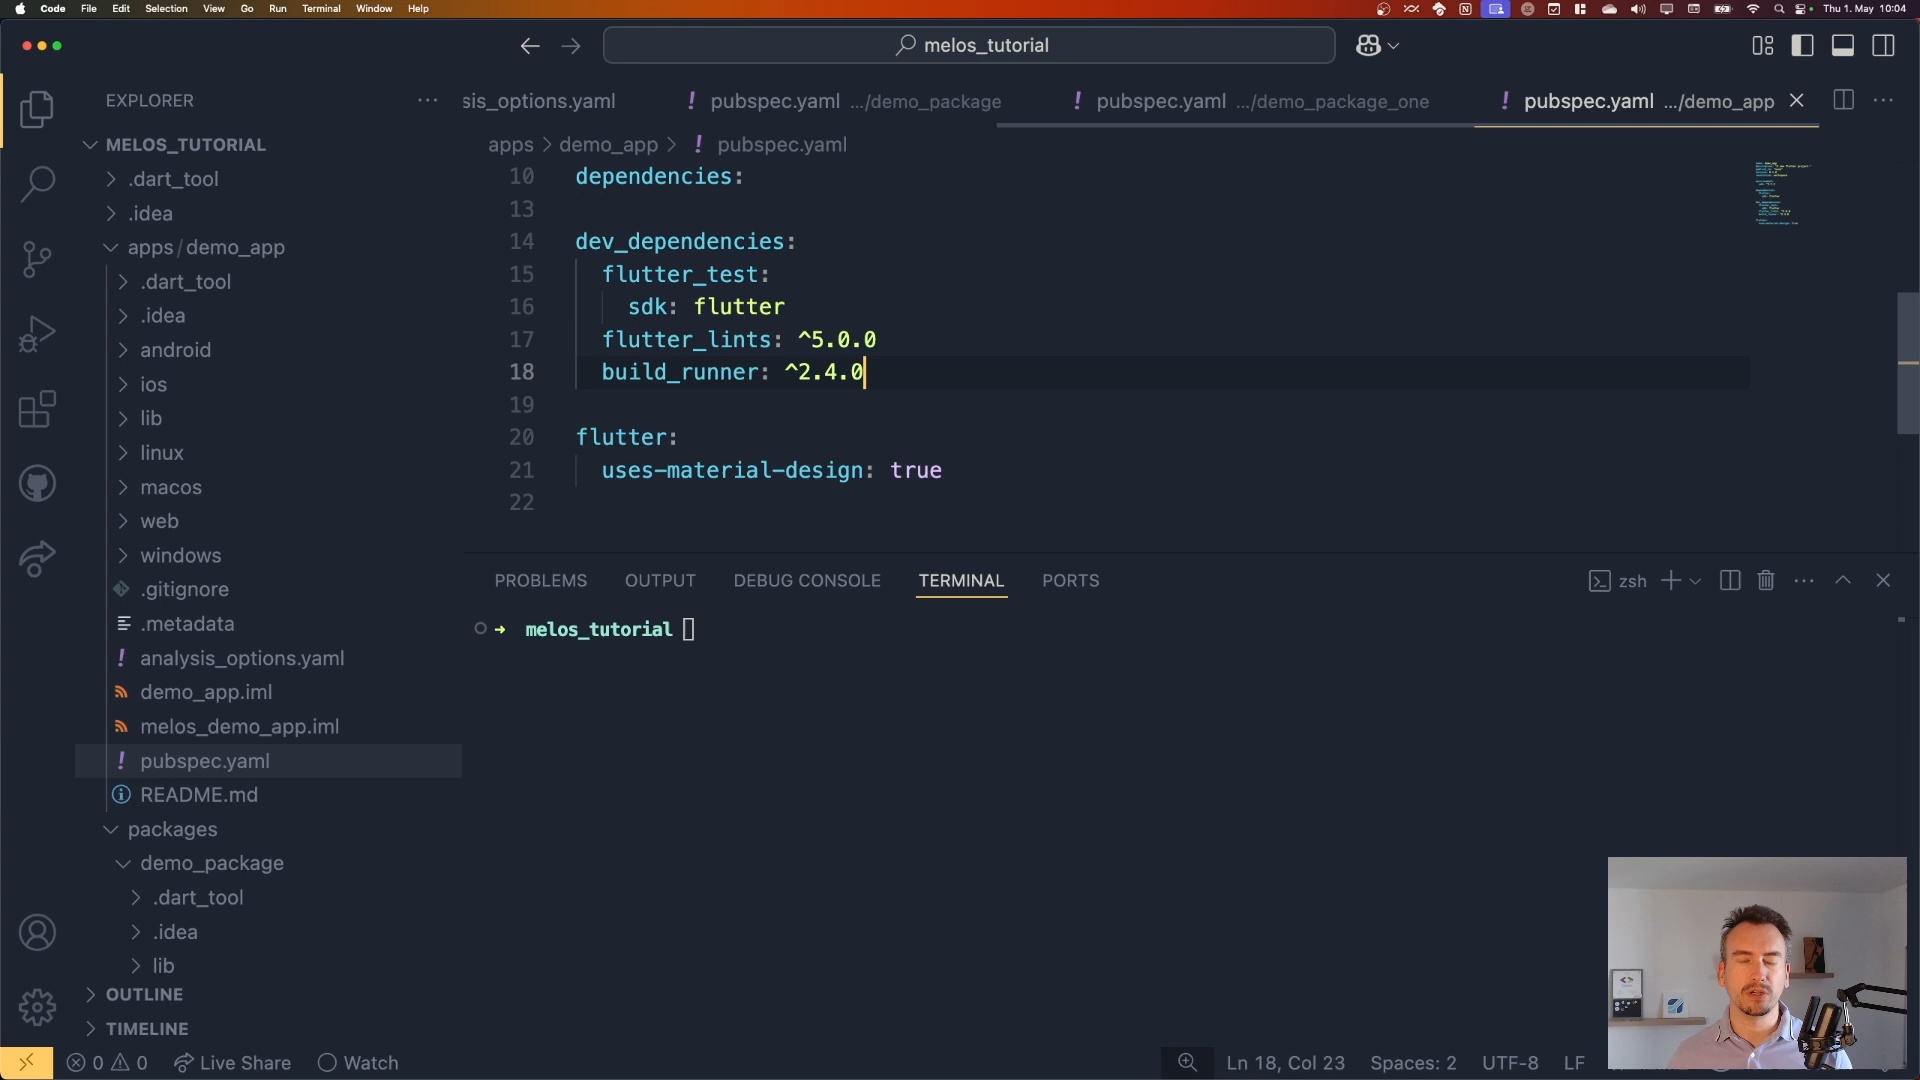 Code File Edit Selection View Go Run Terminal Window Help
Thu 1. May 10:04
melos_tutorial
EXPLORER
sis_options.yaml
! pubspec.yaml .../demo_package
! pubspec.yaml .../demo_package_one
! pubspec.yaml .../demo_app
MELOS_TUTORIAL
.dart_tool
.idea
apps/demo_app
.dart_tool
.idea
android
ios
lib
linux
macos
web
windows
.gitignore
.metadata
! analysis_options.yaml
demo_app.iml
melos_demo_app.iml
! pubspec.yaml
README.md
packages
demo_package
.dart_tool
.idea
lib
OUTLINE
TIMELINE
apps > demo_app > ! pubspec.yaml
10 dependencies:
13
14 dev_dependencies:
15 flutter_test:
16 sdk: flutter
17 flutter_lints: ^5.0.0
18 build_runner: ^2.4.0
19
20 flutter:
21 uses-material-design: true
22
PROBLEMS OUTPUT DEBUG CONSOLE TERMINAL PORTS
zsh
→ melos_tutorial
0 0 Live Share Watch
Ln 18, Col 23 Spaces: 2 UTF-8 LF